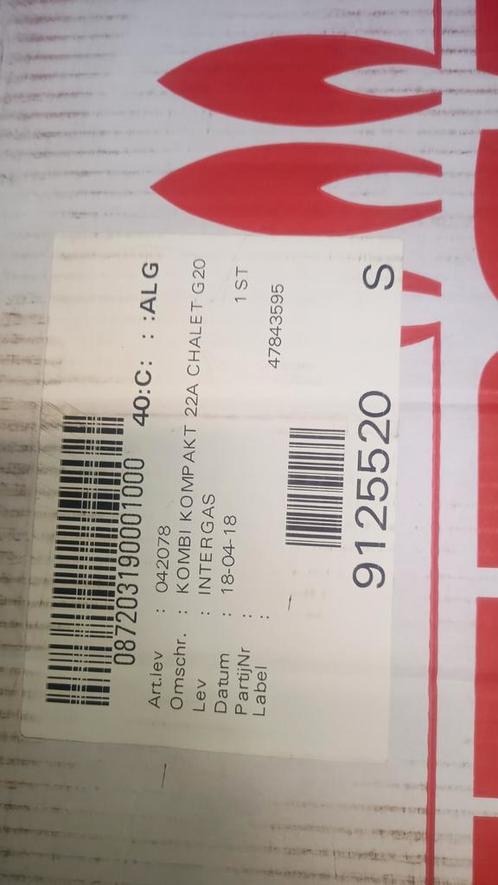 087203190001000
40:C: : :ALG
Art.lev : 042078
Omschr. : KOMBI KOMPAKT 22A CHALET G20
Lev : INTERGAS
Datum : 18-04-18 1 ST
PartijNr :
Label : 47843595
9125520 S